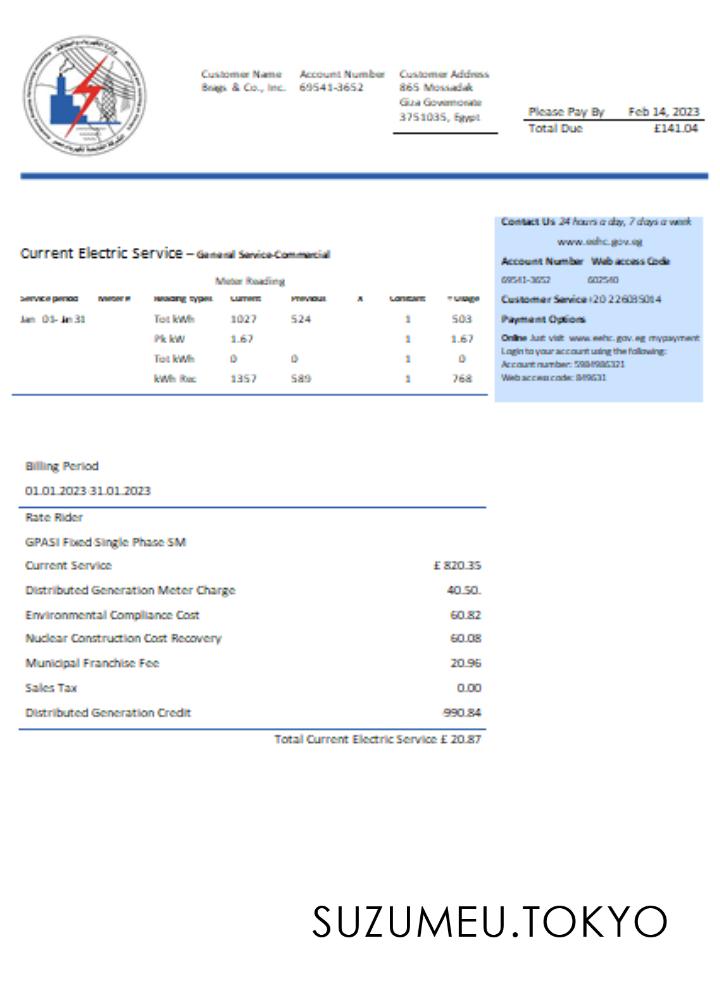 Customer Name Account Number Customer Address
Brags & Co., Inc. 69541-3652 865 Mossadak
Giza Governorate
3751035, Egypt
Please Pay By Feb 14, 2023
Total Due £141.04
Contact Us 24 hours a day, 7 days a week
www.eehc.gov.eg
Account Number Web access Code
69541-3652 602540
Customer Service +20 226035014
Payment Options
Online Just visit www.eehc.gov.eg mypayment
Login to your account using the following:
Account number: 5984986321
Web access code: 849631
Current Electric Service – General Service-Commercial
Meter Reading
Service period Meter # Reading types Current Previous X Constant = Usage
Jan 01- Jn 31 Tot kWh 1027 524 1 503
Pk kW 1.67 1 1.67
Tot kWh 0 0 1 0
kWh Rec 1357 589 1 768
Billing Period
01.01.2023-31.01.2023
Rate Rider
GPASI Fixed Single Phase SM
Current Service £ 820.35
Distributed Generation Meter Charge 40.50.
Environmental Compliance Cost 60.82
Nuclear Construction Cost Recovery 60.08
Municipal Franchise Fee 20.96
Sales Tax 0.00
Distributed Generation Credit -990.84
Total Current Electric Service £ 20.87
SUZUMEU.TOKYO